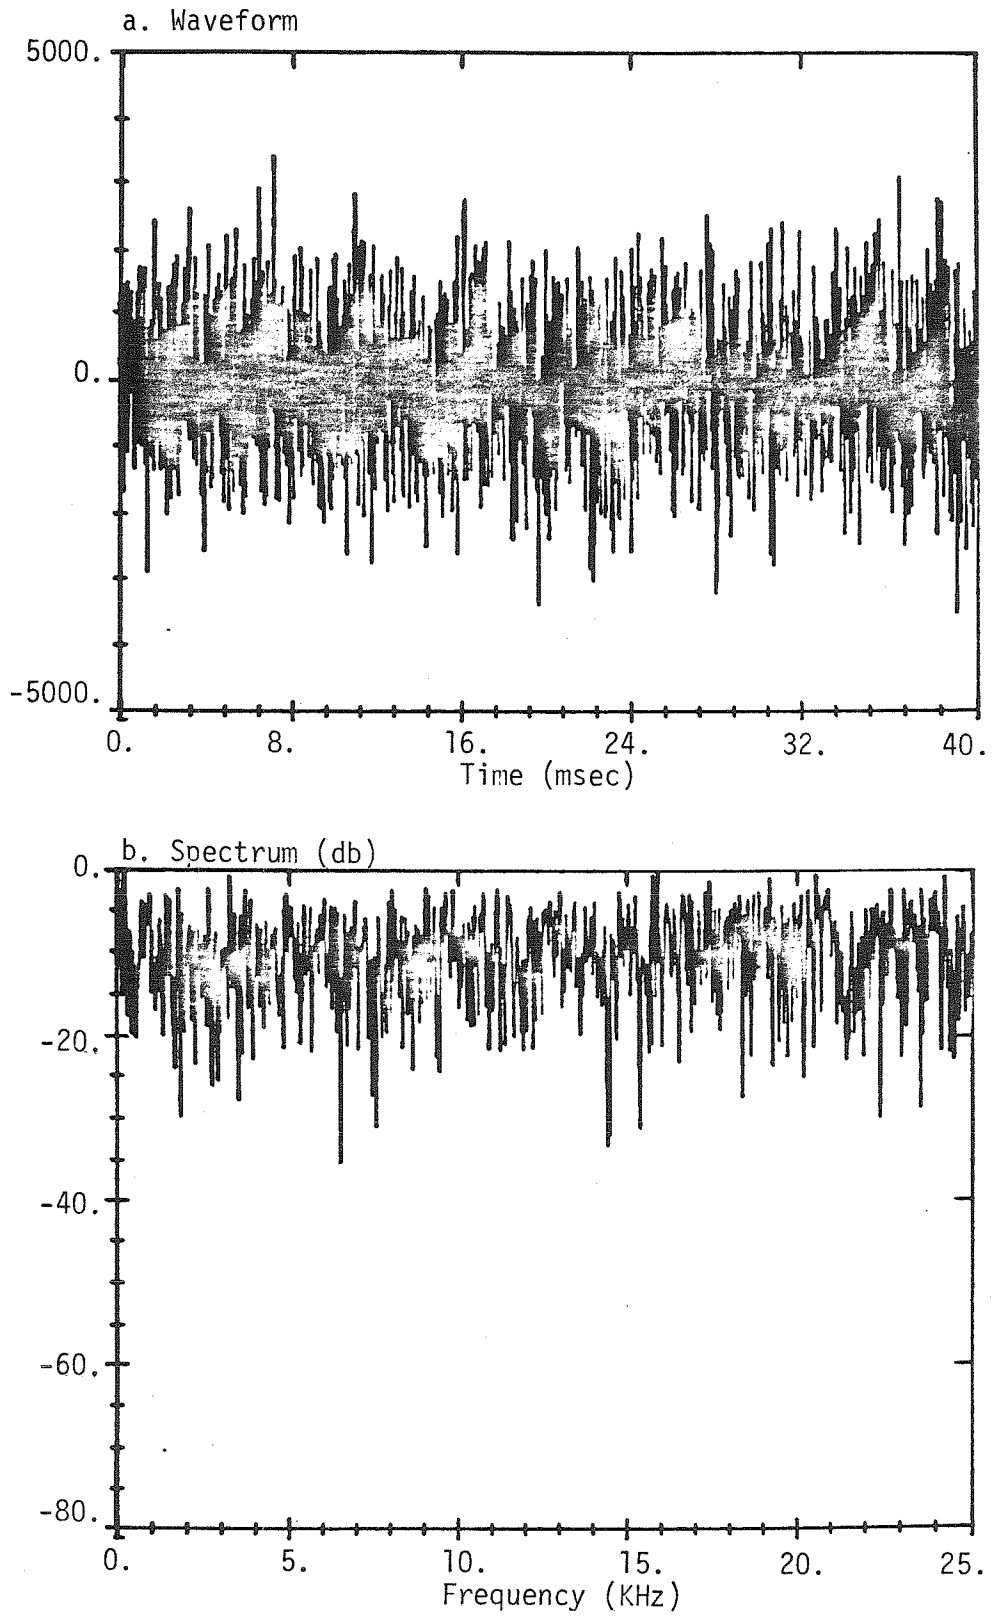 a. Waveform
5000.
0.
-5000.
0. 8. 16. 24. 32. 40.
Time (msec)
b. Spectrum (db)
0.
-20.
-40.
-60.
-80.
0. 5. 10. 15. 20. 25.
Frequency (KHz)